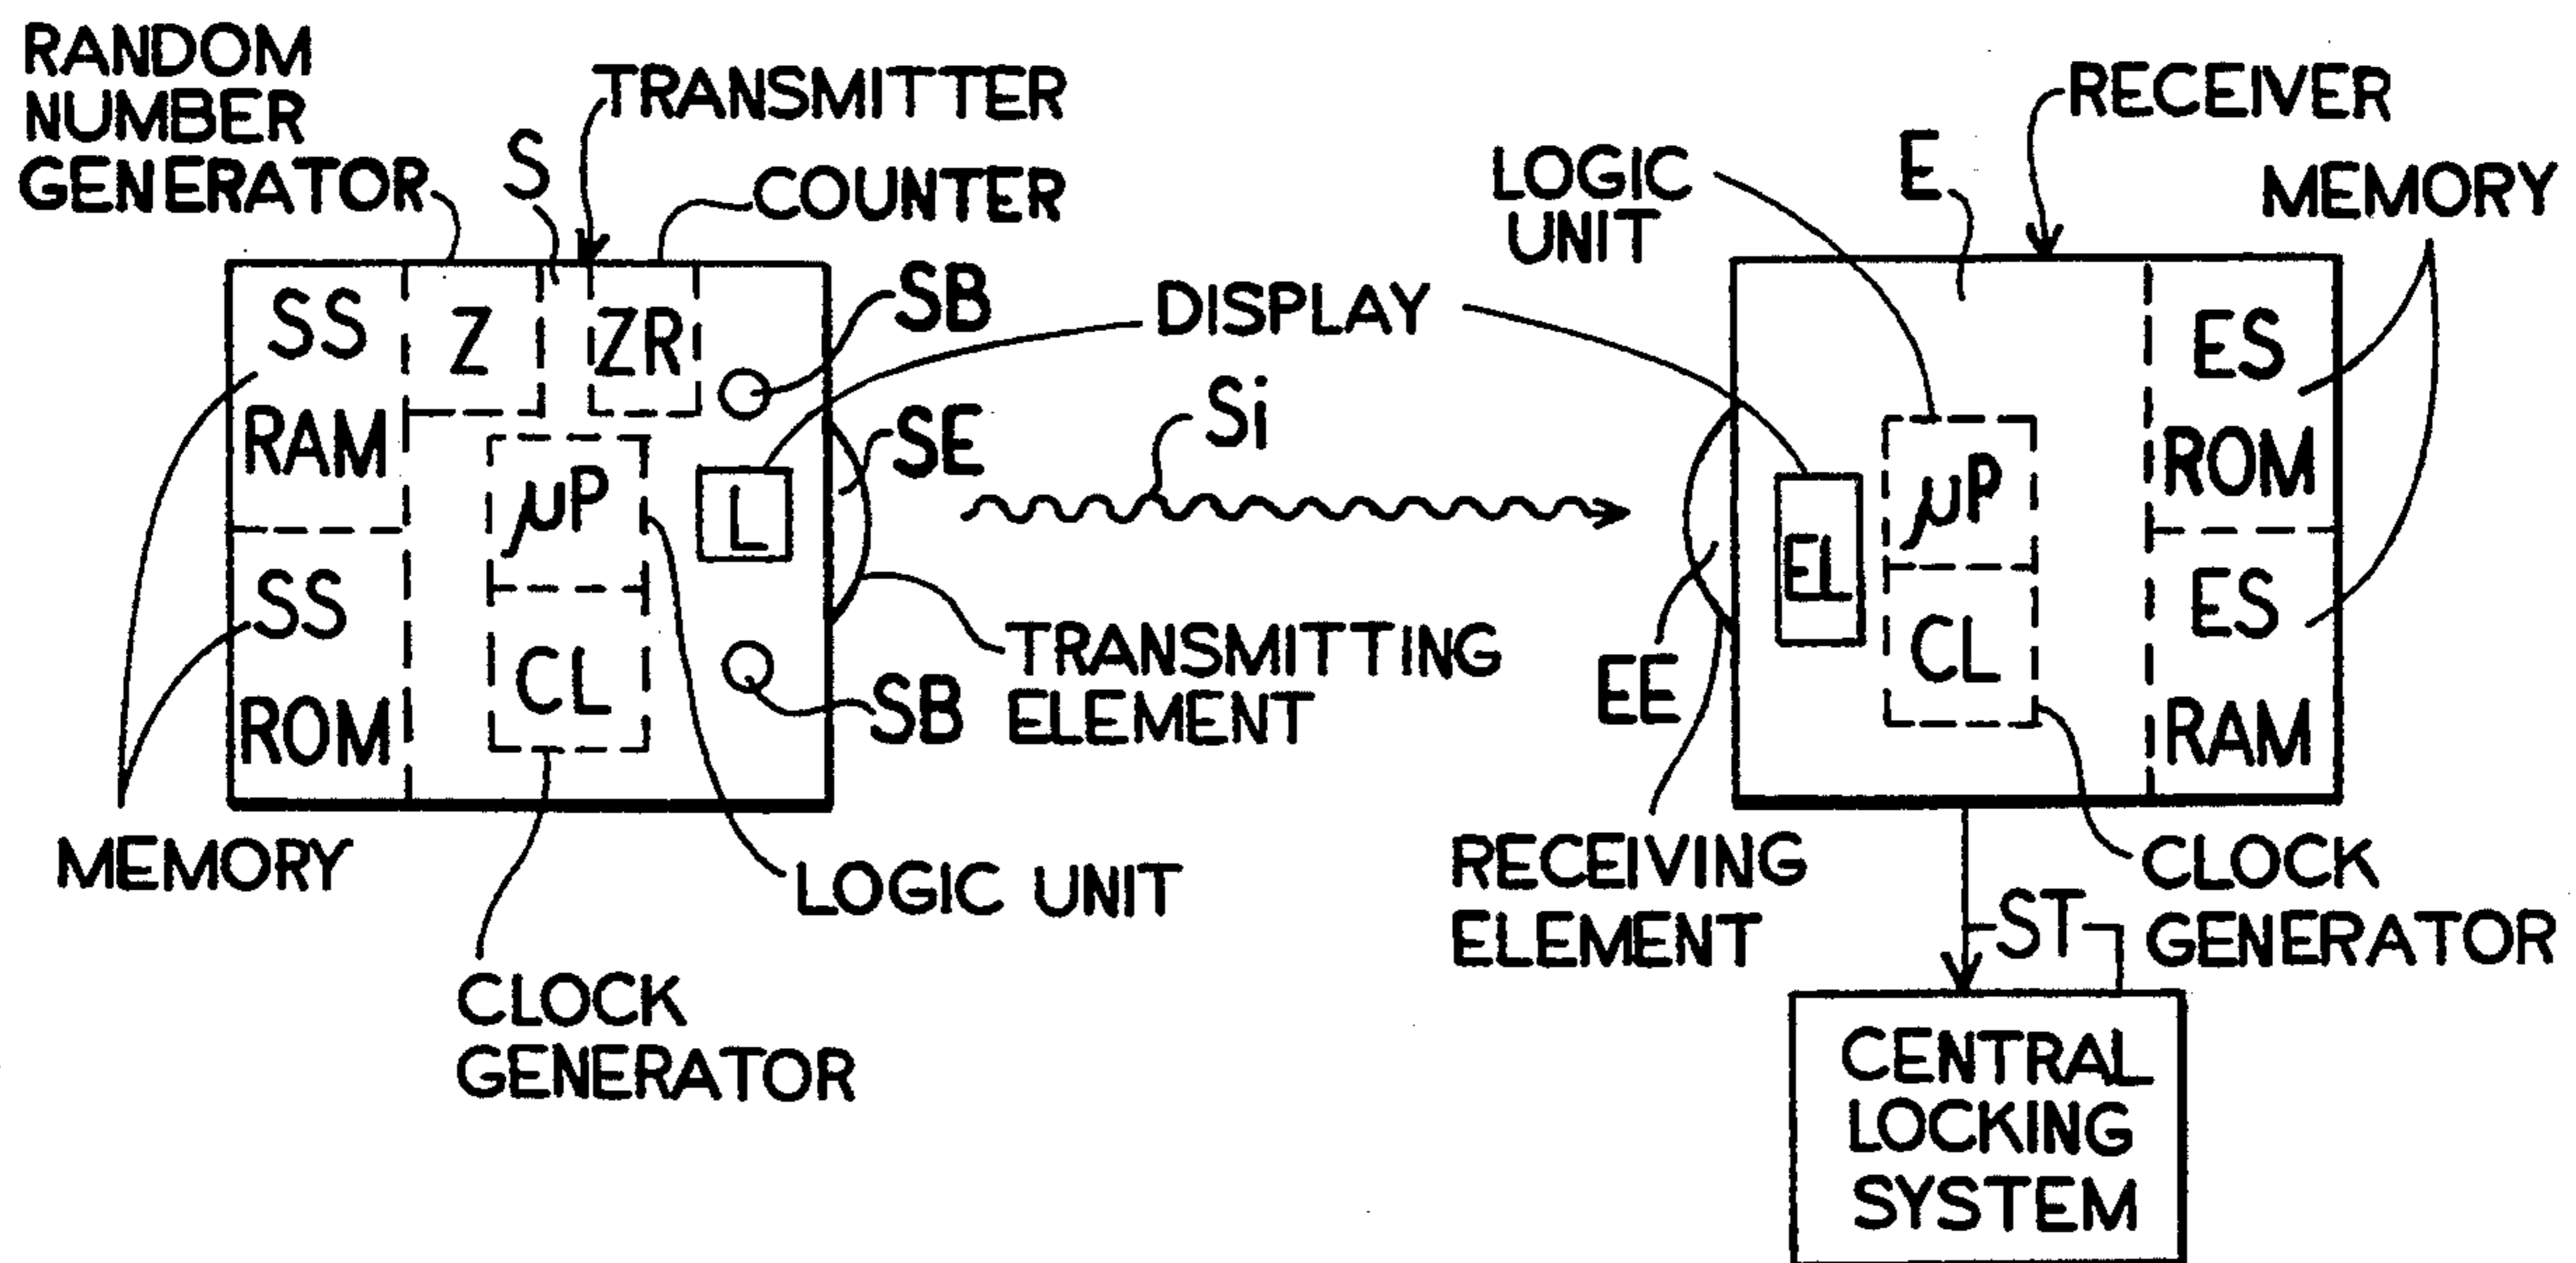 RANDOM
NUMBER
GENERATOR
S
TRANSMITTER
COUNTER
SS
RAM
Z
ZR
SB
DISPLAY
SE
Si
µP
L
SS
ROM
CL
SB
TRANSMITTING
ELEMENT
MEMORY
LOGIC UNIT
CLOCK
GENERATOR
LOGIC
UNIT
E
RECEIVER
MEMORY
ES
ROM
µP
EL
CL
ES
RAM
EE
RECEIVING
ELEMENT
ST
CLOCK
GENERATOR
CENTRAL
LOCKING
SYSTEM